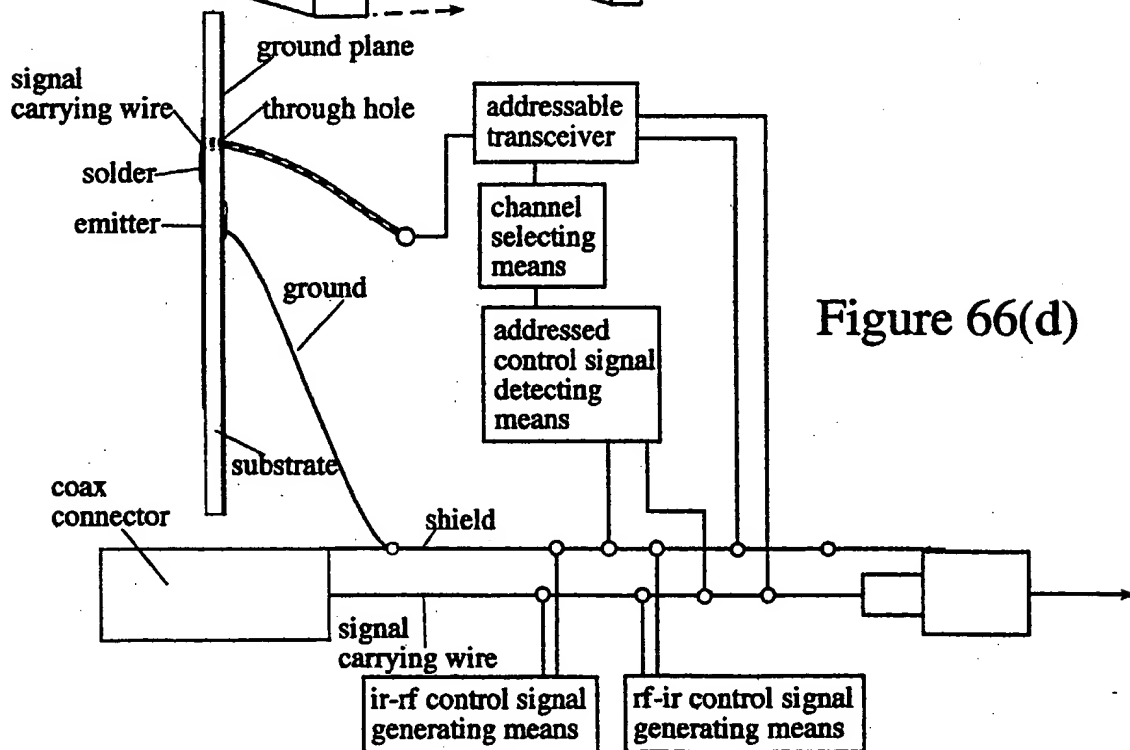 ground plane
signal
carrying wire
through hole
solder
emitter
ground
substrate
addressable
transceiver
channel
selecting
means
addressed
control signal
detecting
means
Figure 66(d)
coax
connector
shield
signal
carrying wire
ir-rf control signal
generating means
rf-ir control signal
generating means